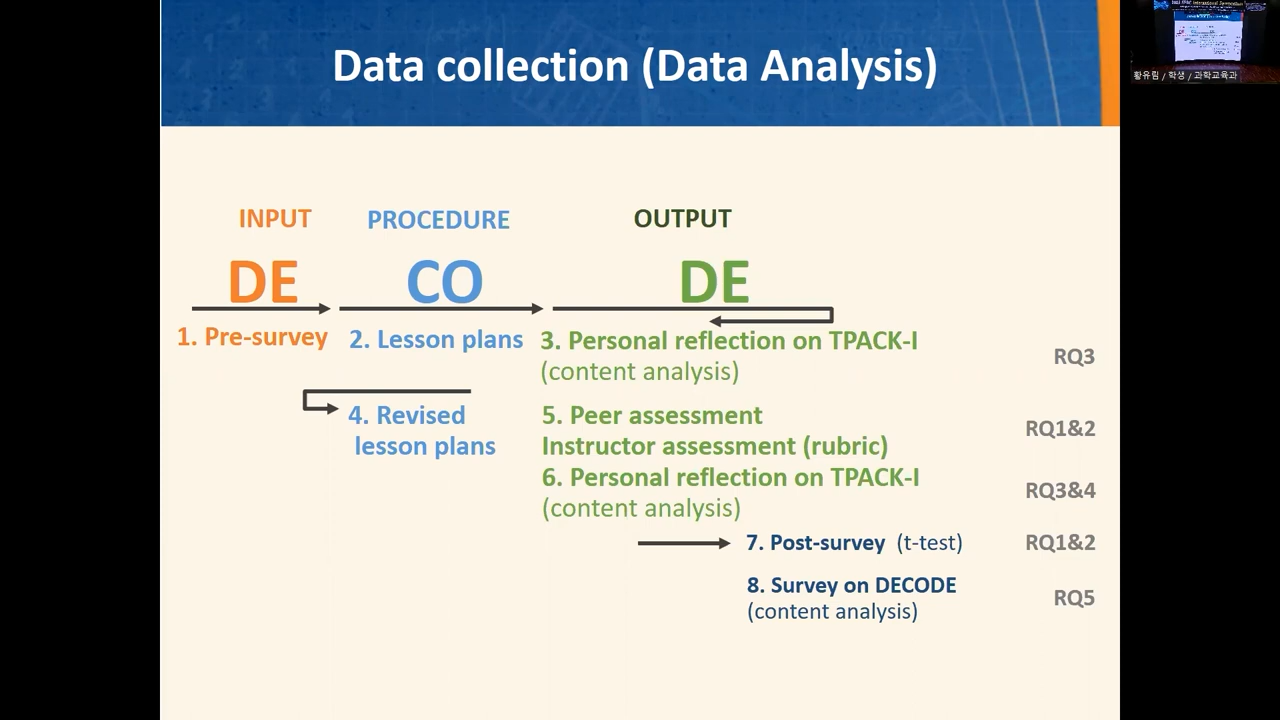 Data collection (Data Analysis)
황유림 / 학생 / 과학교육과
INPUT PROCEDURE OUTPUT
DE CO DE
1. Pre-survey 2. Lesson plans 3. Personal reflection on TPACK-I
(content analysis) RQ3
4. Revised
lesson plans
5. Peer assessment
Instructor assessment (rubric) RQ1&2
6. Personal reflection on TPACK-I
(content analysis) RQ3&4
7. Post-survey (t-test) RQ1&2
8. Survey on DECODE
(content analysis) RQ5